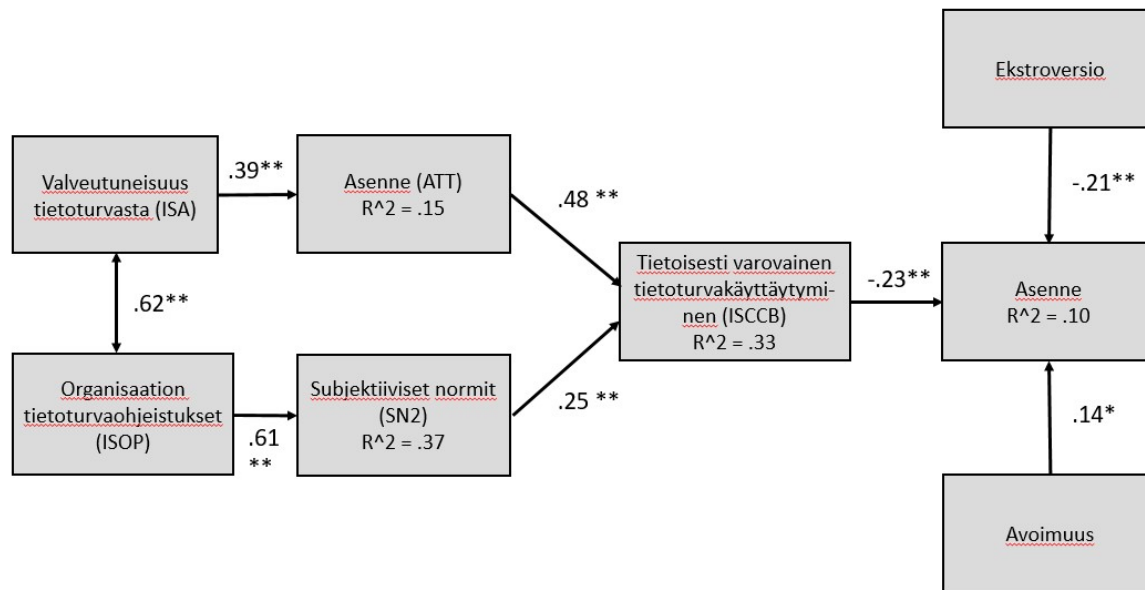 Ekstroversio
-.21**
Valveutuneisuus
tietoturvasta (ISA)
.39**
Asenne (ATT)
R^2 = .15
.48 **
.62**
Tietoisesti varovainen
tietoturvakäyttäytymi-
nen (ISCCB)
R^2 = .33
-.23**
Asenne
R^2 = .10
Organisaation
tietoturvaohjeistukset
(ISOP)
.61
**
Subjektiiviset normit
(SN2)
R^2 = .37
.25 **
.14*
Avoimuus